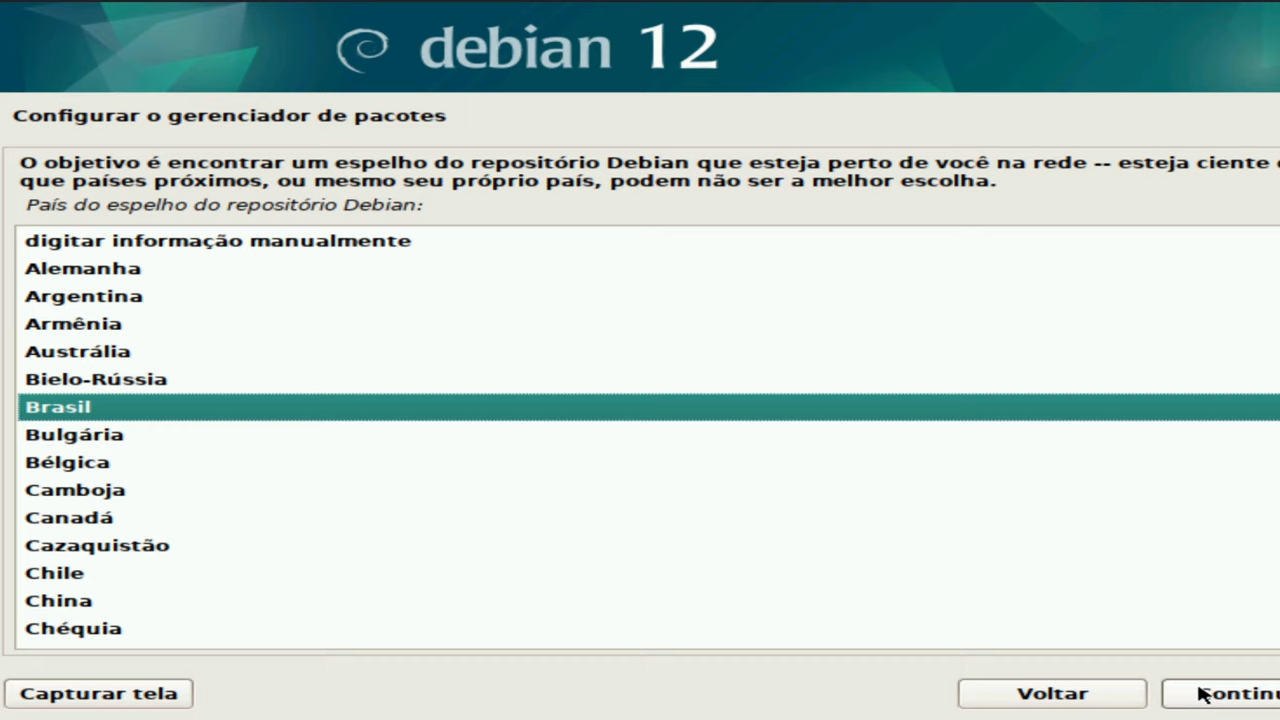 debian 12
Configurar o gerenciador de pacotes
O objetivo é encontrar um espelho do repositório Debian que esteja perto de você na rede -- esteja ciente
que países próximos, ou mesmo seu próprio país, podem não ser a melhor escolha.
País do espelho do repositório Debian:
digitar informação manualmente
Alemanha
Argentina
Armênia
Austrália
Bielo-Rússia
Brasil
Bulgária
Bélgica
Camboja
Canadá
Cazaquistão
Chile
China
Chéquia
Capturar tela
Voltar